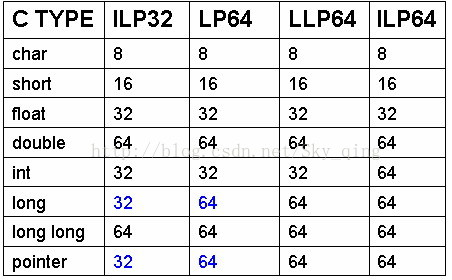 C TYPE ILP32 LP64 LLP64 ILP64
char 8 8 8 8
short 16 16 16 16
float 32 32 32 32
double 64 64 64 64
http://blog.csdn.net/Sky_qing
int 32 32 32 64
long 32 64 32 64
long long 64 64 64 64
pointer 32 64 64 64